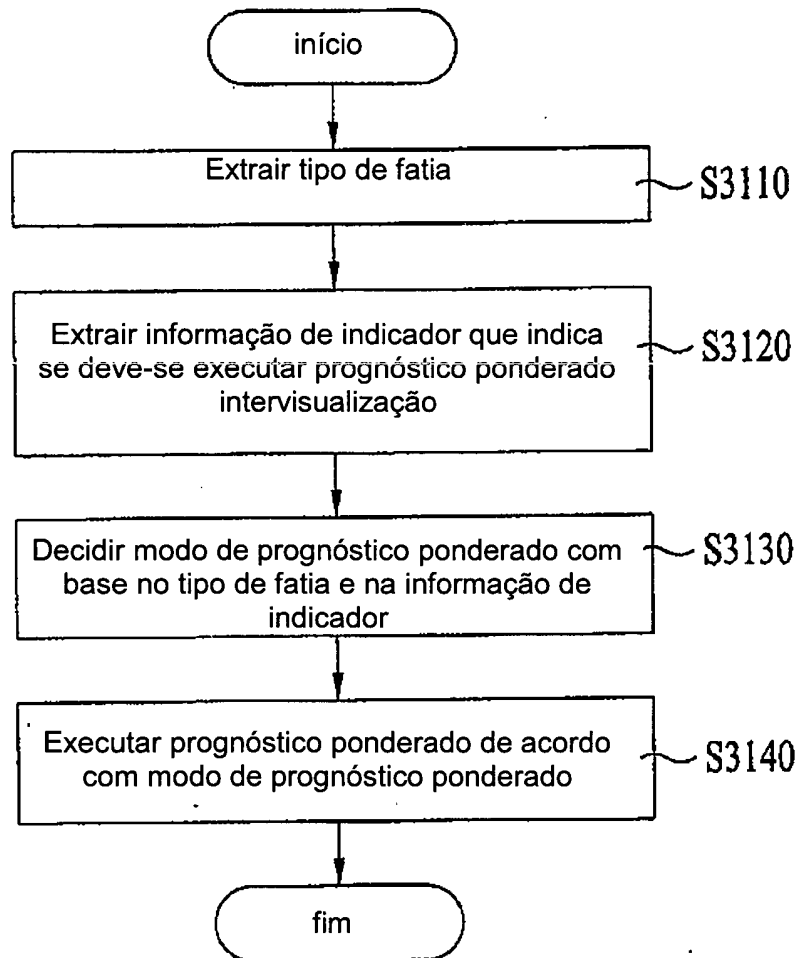 início
Extrair tipo de fatia
S3110
Extrair informação de indicador que indica
se deve-se executar prognóstico ponderado
intervisualização
S3120
Decidir modo de prognóstico ponderado com
base no tipo de fatia e na informação de
indicador
S3130
Executar prognóstico ponderado de acordo
com modo de prognóstico ponderado
S3140
fim